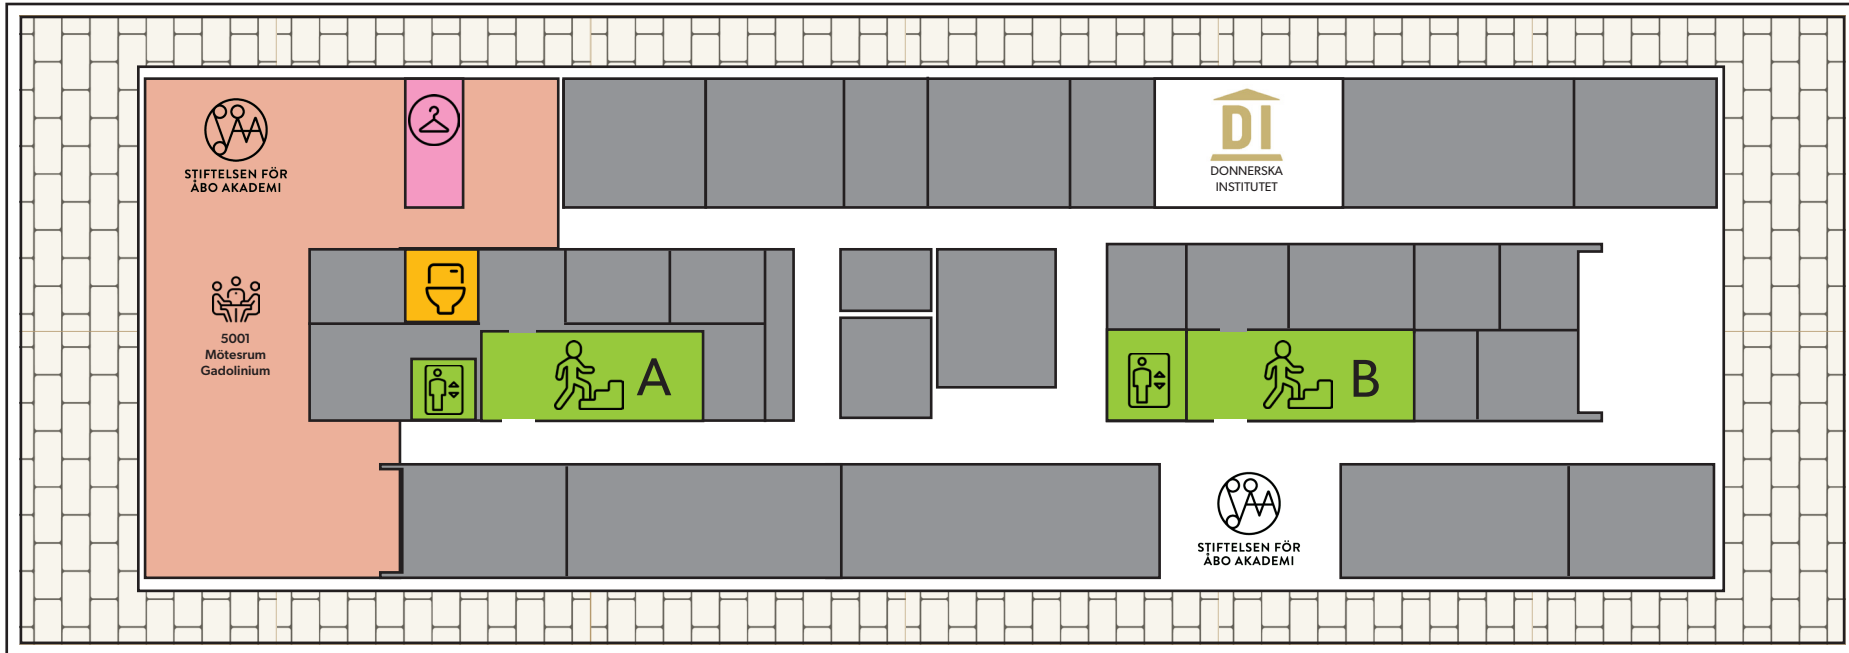 STIFTELSEN FÖR
ÅBO AKADEMI
DI
DONNERSKA
INSTITUTET
5001
Mötesrum
Gadolinium
A
B
STIFTELSEN FÖR
ÅBO AKADEMI